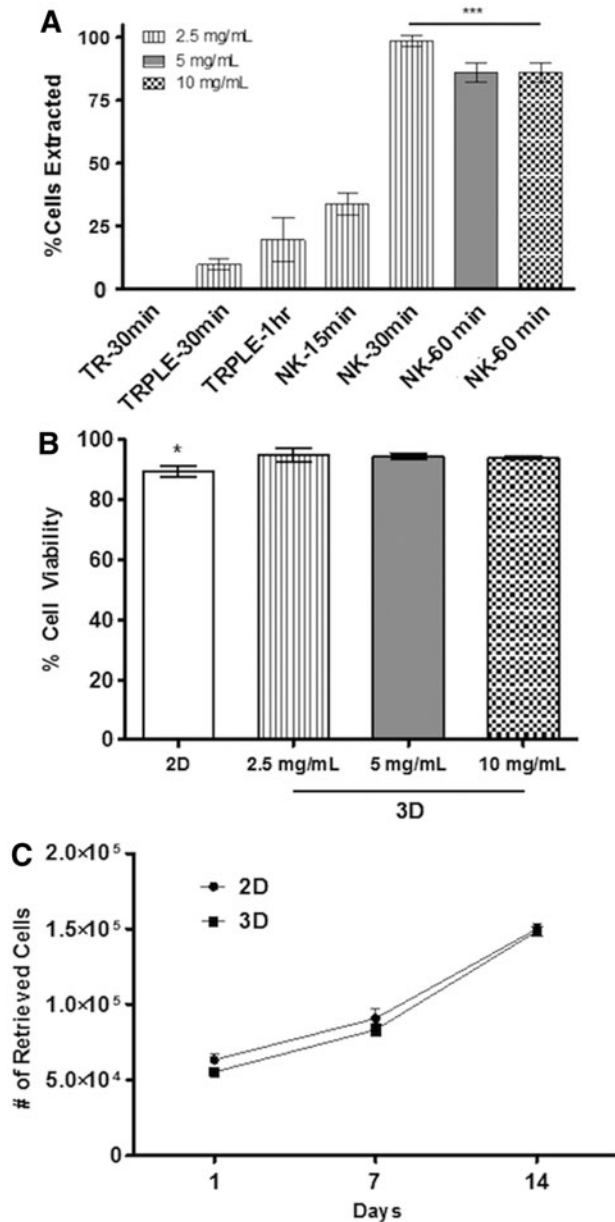 A
***
2.5 mg/mL
5 mg/mL
10 mg/mL
%Cells Extracted
100
75
50
25
0
TR-30min
TRPLE-30min
TRPLE-1hr
NK-15min
NK-30min
NK-60 min
NK-60 min
B
*
% Cell Viability
100
80
60
40
20
0
2D
2.5 mg/mL
5 mg/mL
10 mg/mL
3D
C
2D
3D
# of Retrieved Cells
2.0×10⁵
1.5×10⁵
1.0×10⁵
5.0×10⁴
0
1
7
14
Days